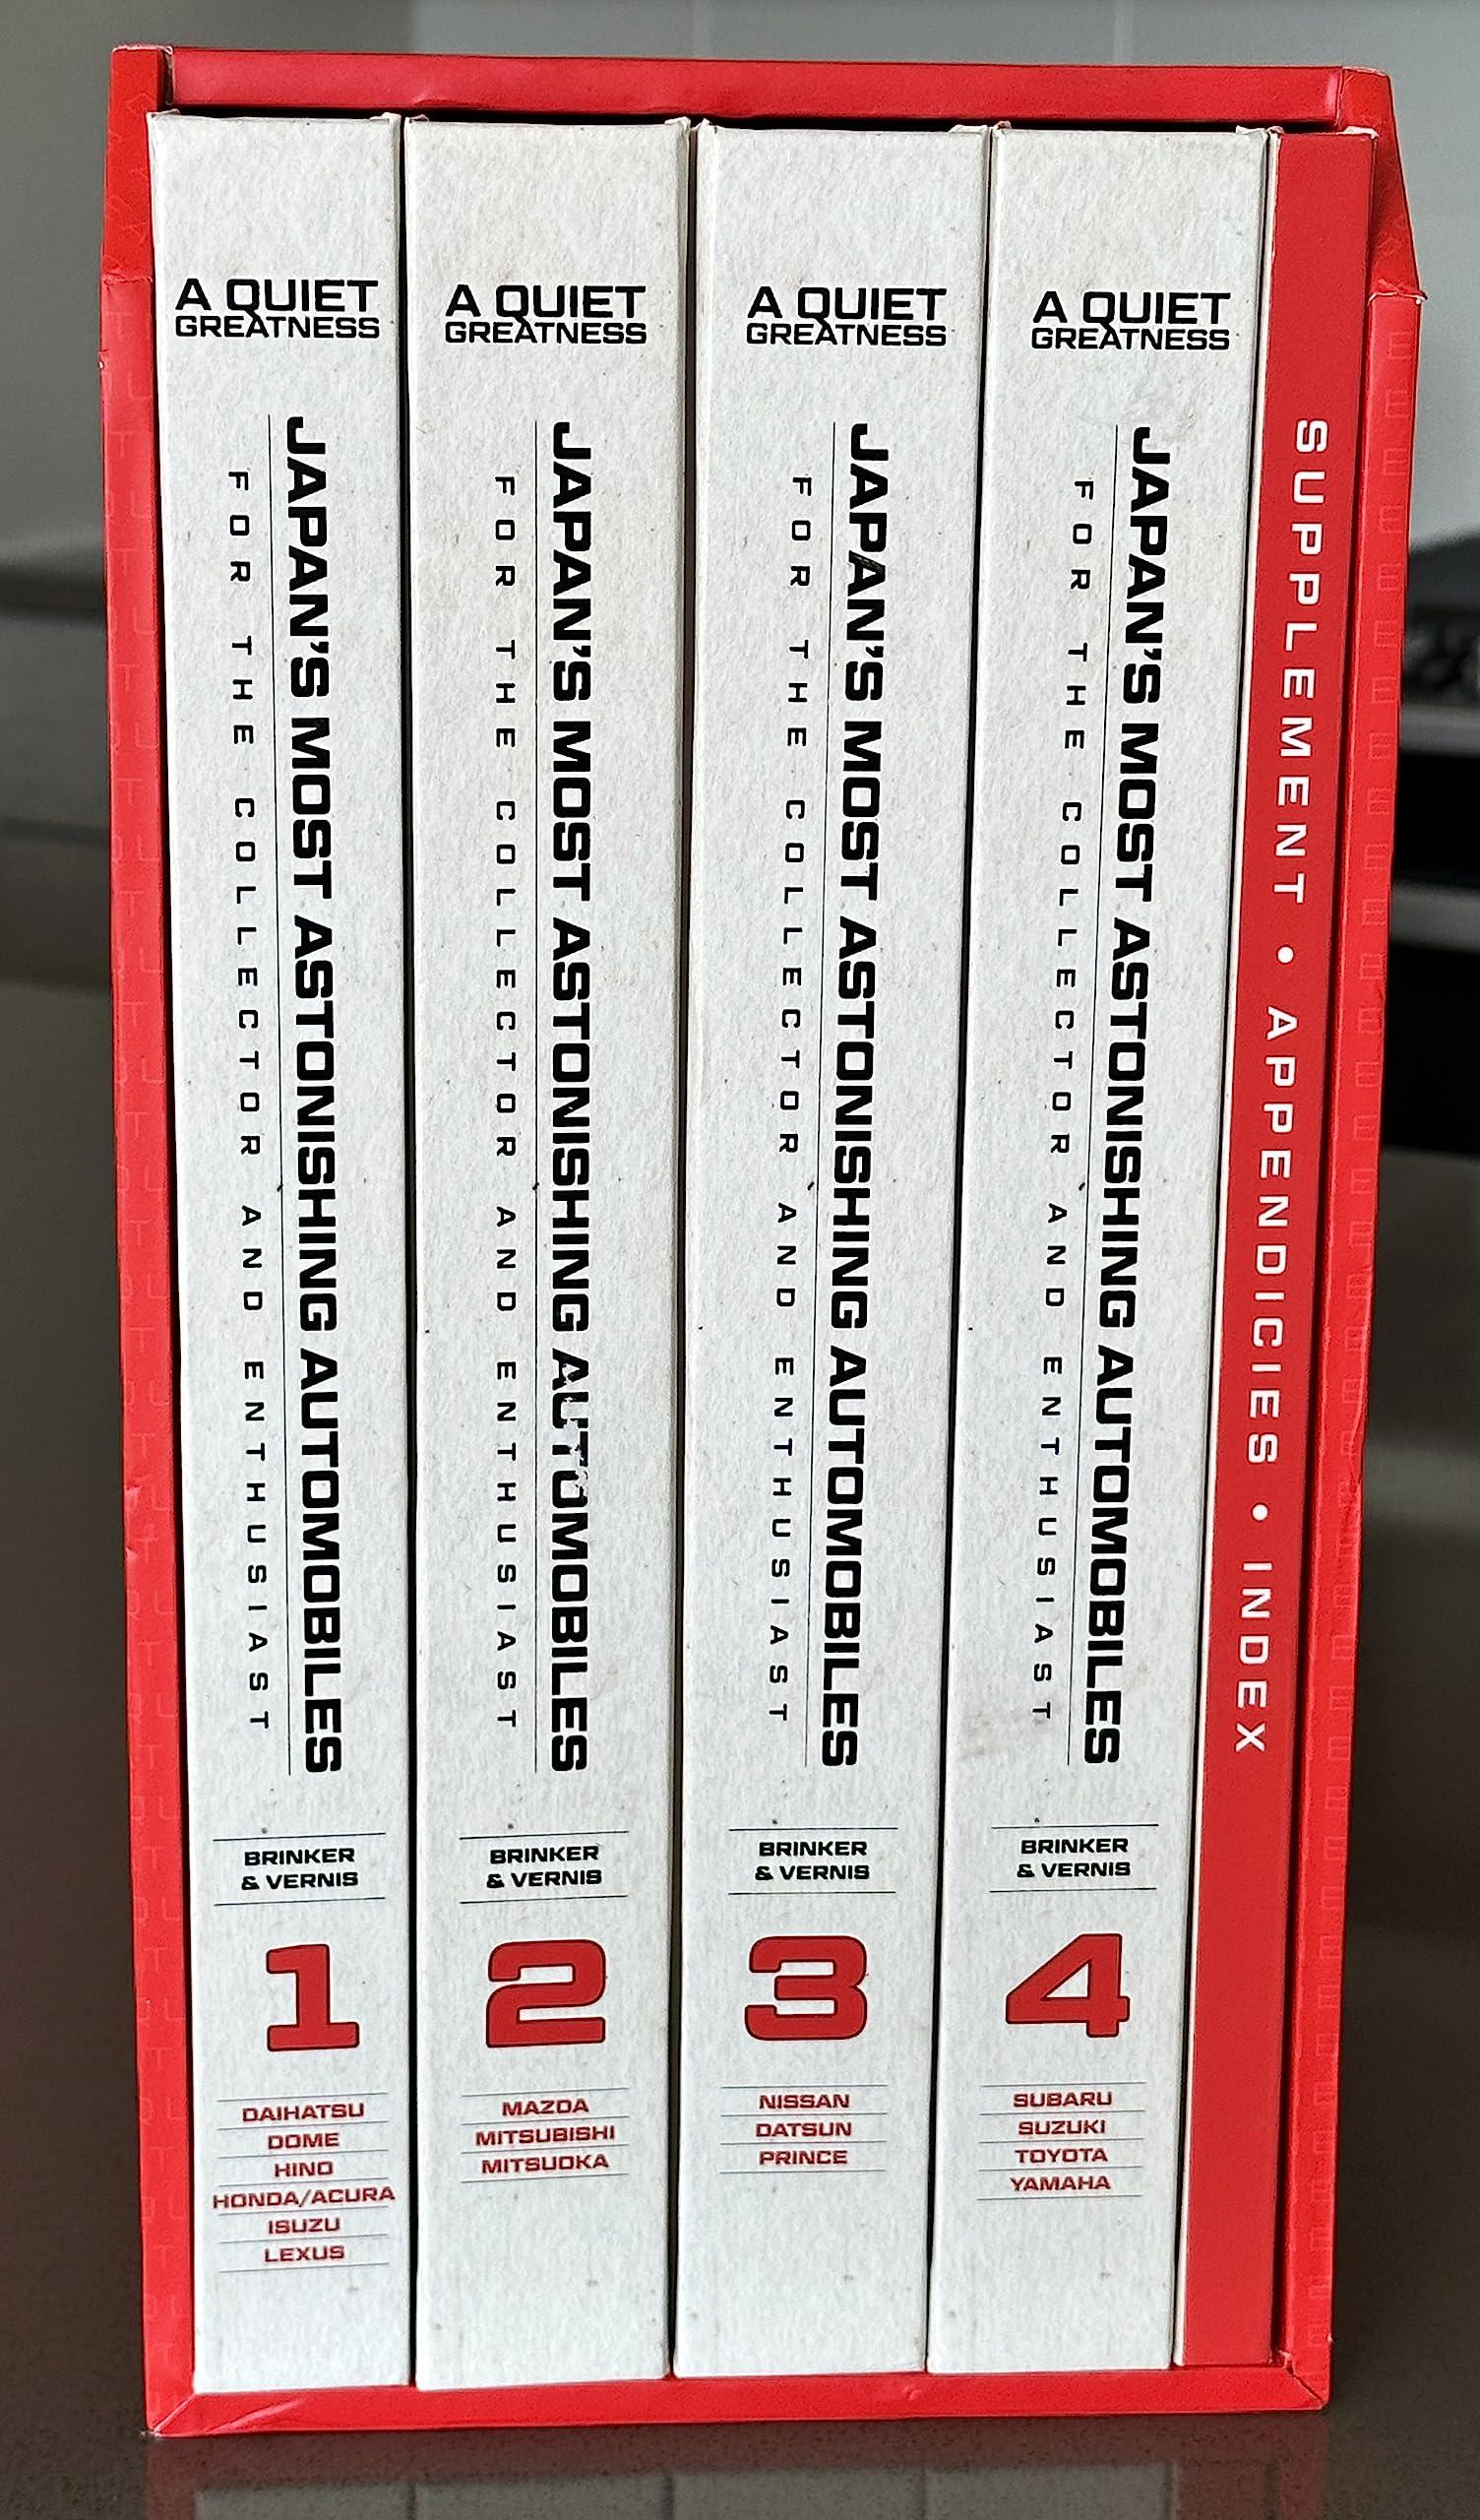 A QUIET
GREATNESS
JAPAN'S MOST ASTONISHING AUTOMOBILES
FOR THE COLLECTOR AND ENTHUSIAST
BRINKER
& VERNIS
1
DAIHATSU
DOME
HINO
HONDA/ACURA
ISUZU
LEXUS
A QUIET
GREATNESS
JAPAN'S MOST ASTONISHING AUTOMOBILES
FOR THE COLLECTOR AND ENTHUSIAST
BRINKER
& VERNIS
2
MAZDA
MITSUBISHI
MITSUOKA
A QUIET
GREATNESS
JAPAN'S MOST ASTONISHING AUTOMOBILES
FOR THE COLLECTOR AND ENTHUSIAST
BRINKER
& VERNIS
3
NISSAN
DATSUN
PRINCE
A QUIET
GREATNESS
JAPAN'S MOST ASTONISHING AUTOMOBILES
FOR THE COLLECTOR AND ENTHUSIAST
BRINKER
& VERNIS
4
SUBARU
SUZUKI
TOYOTA
YAMAHA
SUPPLEMENT • APPENDICIES • INDEX